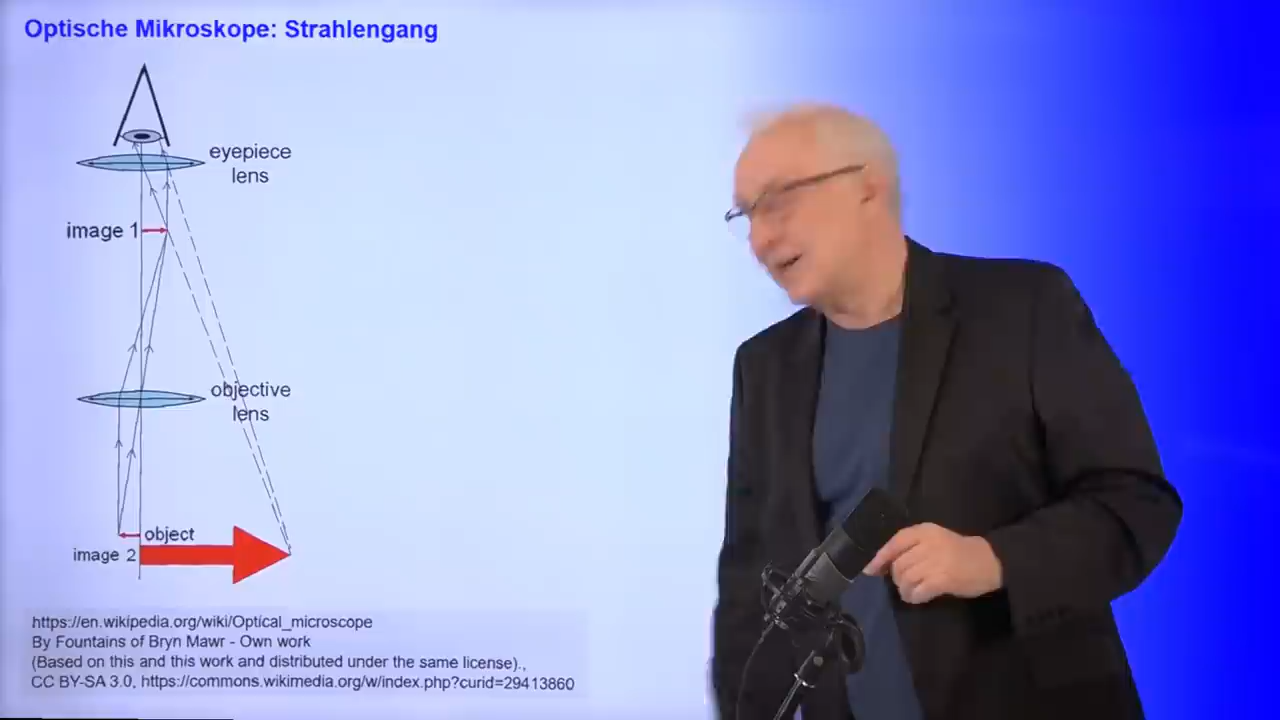 Optische Mikroskope: Strahlengang
eyepiece
lens
image 1
objective
lens
object
image 2
https://en.wikipedia.org/wiki/Optical_microscope
By Fountains of Bryn Mawr - Own work
(Based on this and this work and distributed under the same license).,
CC BY-SA 3.0, https://commons.wikimedia.org/w/index.php?curid=29413860